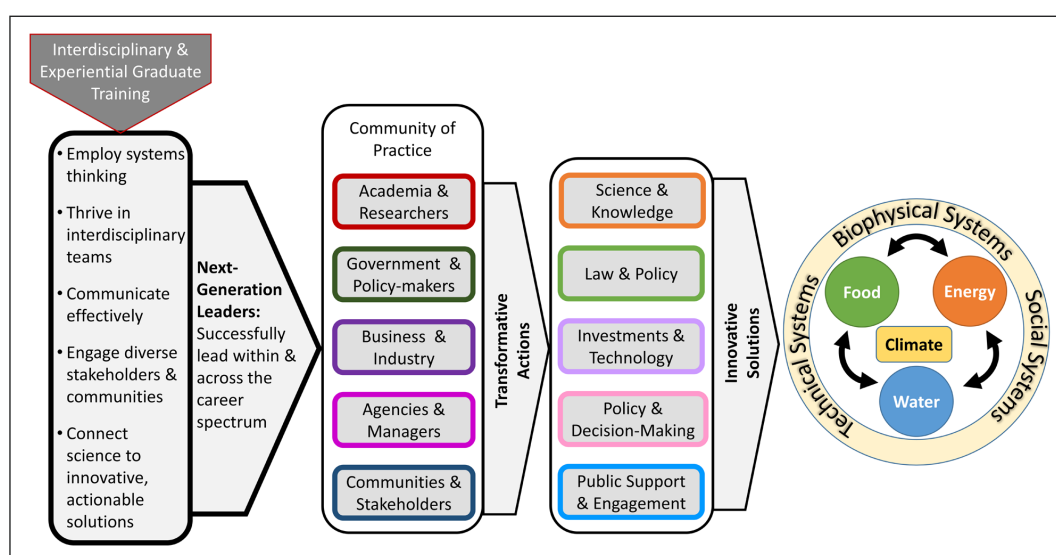 Interdisciplinary &
Experiential Graduate
Training
• Employ systems
thinking
• Thrive in
interdisciplinary
teams
• Communicate
effectively
• Engage diverse
stakeholders &
communities
• Connect
science to
innovative,
actionable
solutions
Next-
Generation
Leaders:
Successfully
lead within &
across the
career
spectrum
Community of
Practice
Academia &
Researchers
Government &
Policy-makers
Business &
Industry
Agencies &
Managers
Communities &
Stakeholders
Transformative
Actions
Science &
Knowledge
Law & Policy
Investments &
Technology
Policy &
Decision-Making
Public Support
& Engagement
Innovative
Solutions
Biophysical Systems
Social Systems
Technical Systems
Food
Energy
Climate
Water